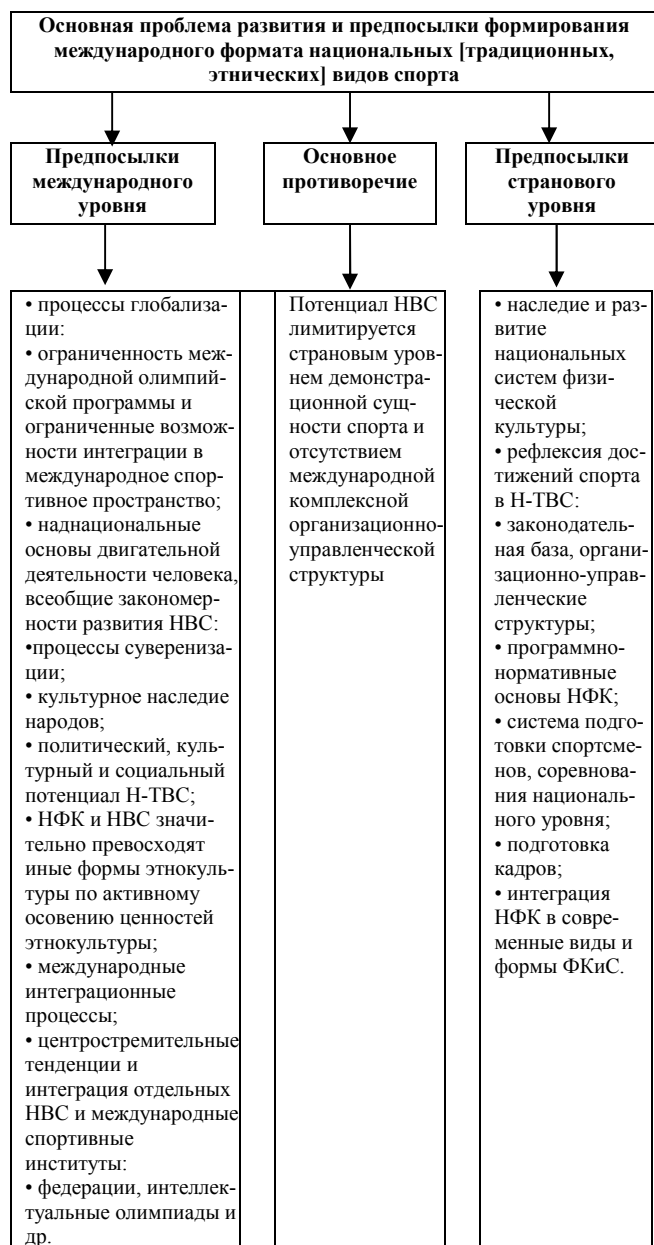 Основная проблема развития и предпосылки формирования
международного формата национальных [традиционных,
этнических] видов спорта
Предпосылки
международного
уровня
Основное
противоречие
Предпосылки
странового
уровня
• процессы глобализа-
ции:
• ограниченность меж-
дународной олимпий-
ской программы и
ограниченные возмож-
ности интеграции в
международное спор-
тивное пространство;
• наднациональные
основы двигательной
деятельности человека,
всеобщие закономер-
ности развития НВС:
•процессы суверениза-
ции;
• культурное наследие
народов;
• политический, куль-
турный и социальный
потенциал Н-ТВС;
• НФК и НВС значи-
тельно превосходят
иные формы этнокуль-
туры по активному
осовению ценностей
этнокультуры;
• международные
интеграционные
процессы;
• центростремительные
тенденции и
интеграция отдельных
НВС и международные
спортивные
институты:
• федерации, интеллек-
туальные олимпиады и
др.
Потенциал НВС
лимитируется
страновым уров-
нем демонстра-
ционной сущ-
ности спорта и
отсутствием
международной
комплексной
организационно-
управленческой
структуры
• наследие и раз-
витие
национальных
систем физи-
ческой
культуры;
• рефлексия дос-
тижений спорта
в Н-ТВС:
• законодатель-
ная база, органи-
зационно-управ-
ленческие
структуры;
• программно-
нормативные
основы НФК;
• система подго-
товки спортсме-
нов, соревнова-
ния националь-
ного уровня;
• подготовка
кадров;
• интеграция
НФК в совре-
менные виды и
формы ФКиС.